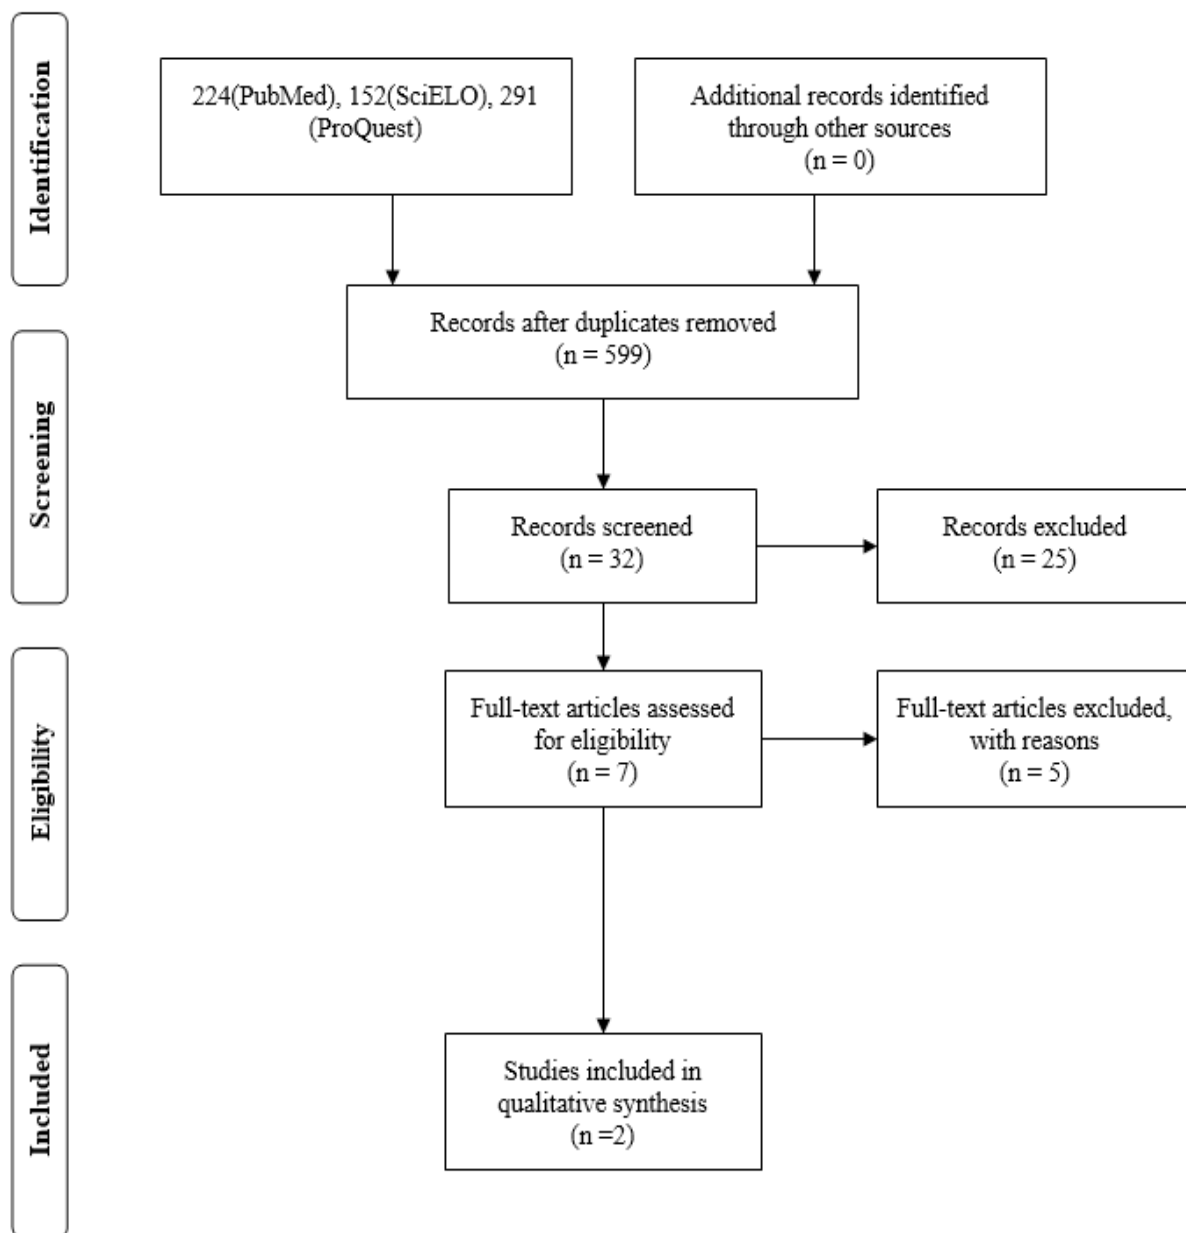 Identification
224(PubMed), 152(SciELO), 291
(ProQuest)
Additional records identified
through other sources
(n = 0)
Records after duplicates removed
(n = 599)
Screening
Records screened
(n = 32)
Records excluded
(n = 25)
Eligibility
Full-text articles assessed
for eligibility
(n = 7)
Full-text articles excluded,
with reasons
(n = 5)
Included
Studies included in
qualitative synthesis
(n =2)